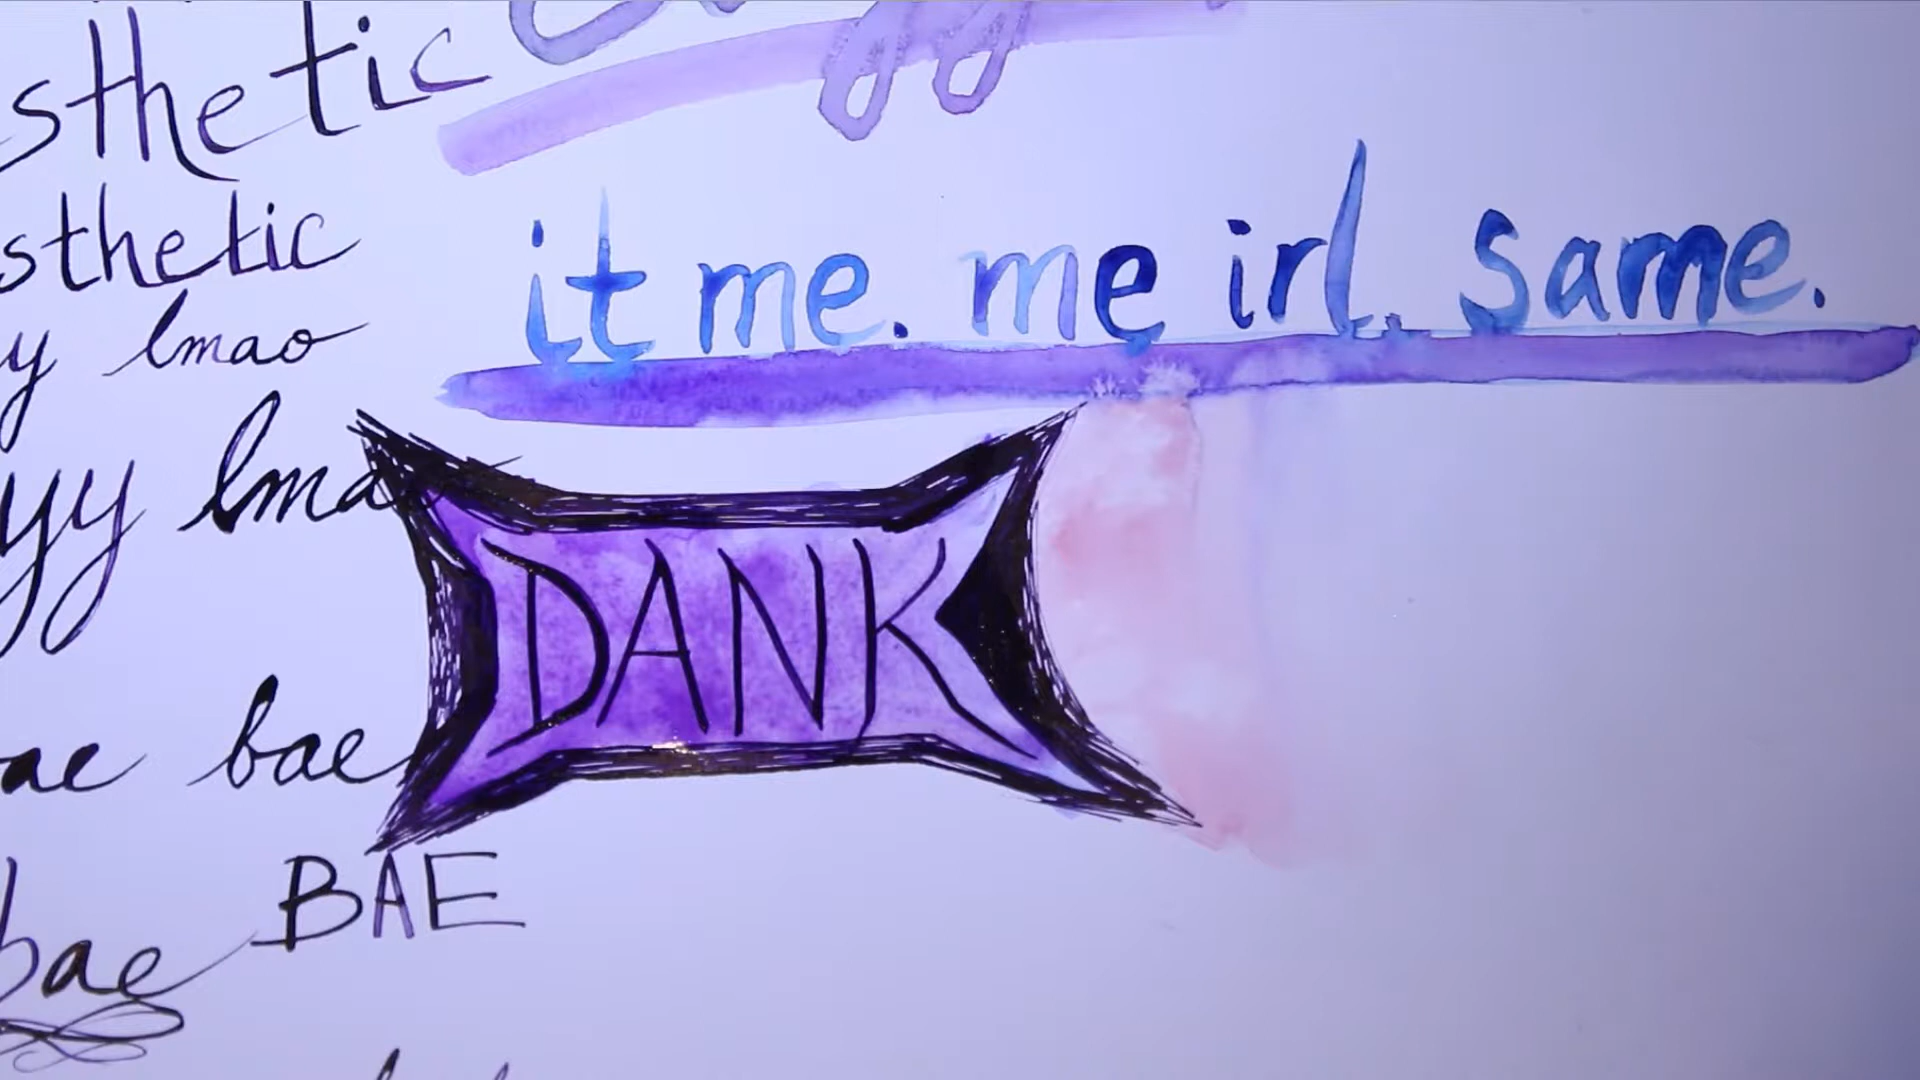 sthetic
sthetic
it me. me irl. same.
y lmao
yy lma
DANK
ae bae
BAE
bae